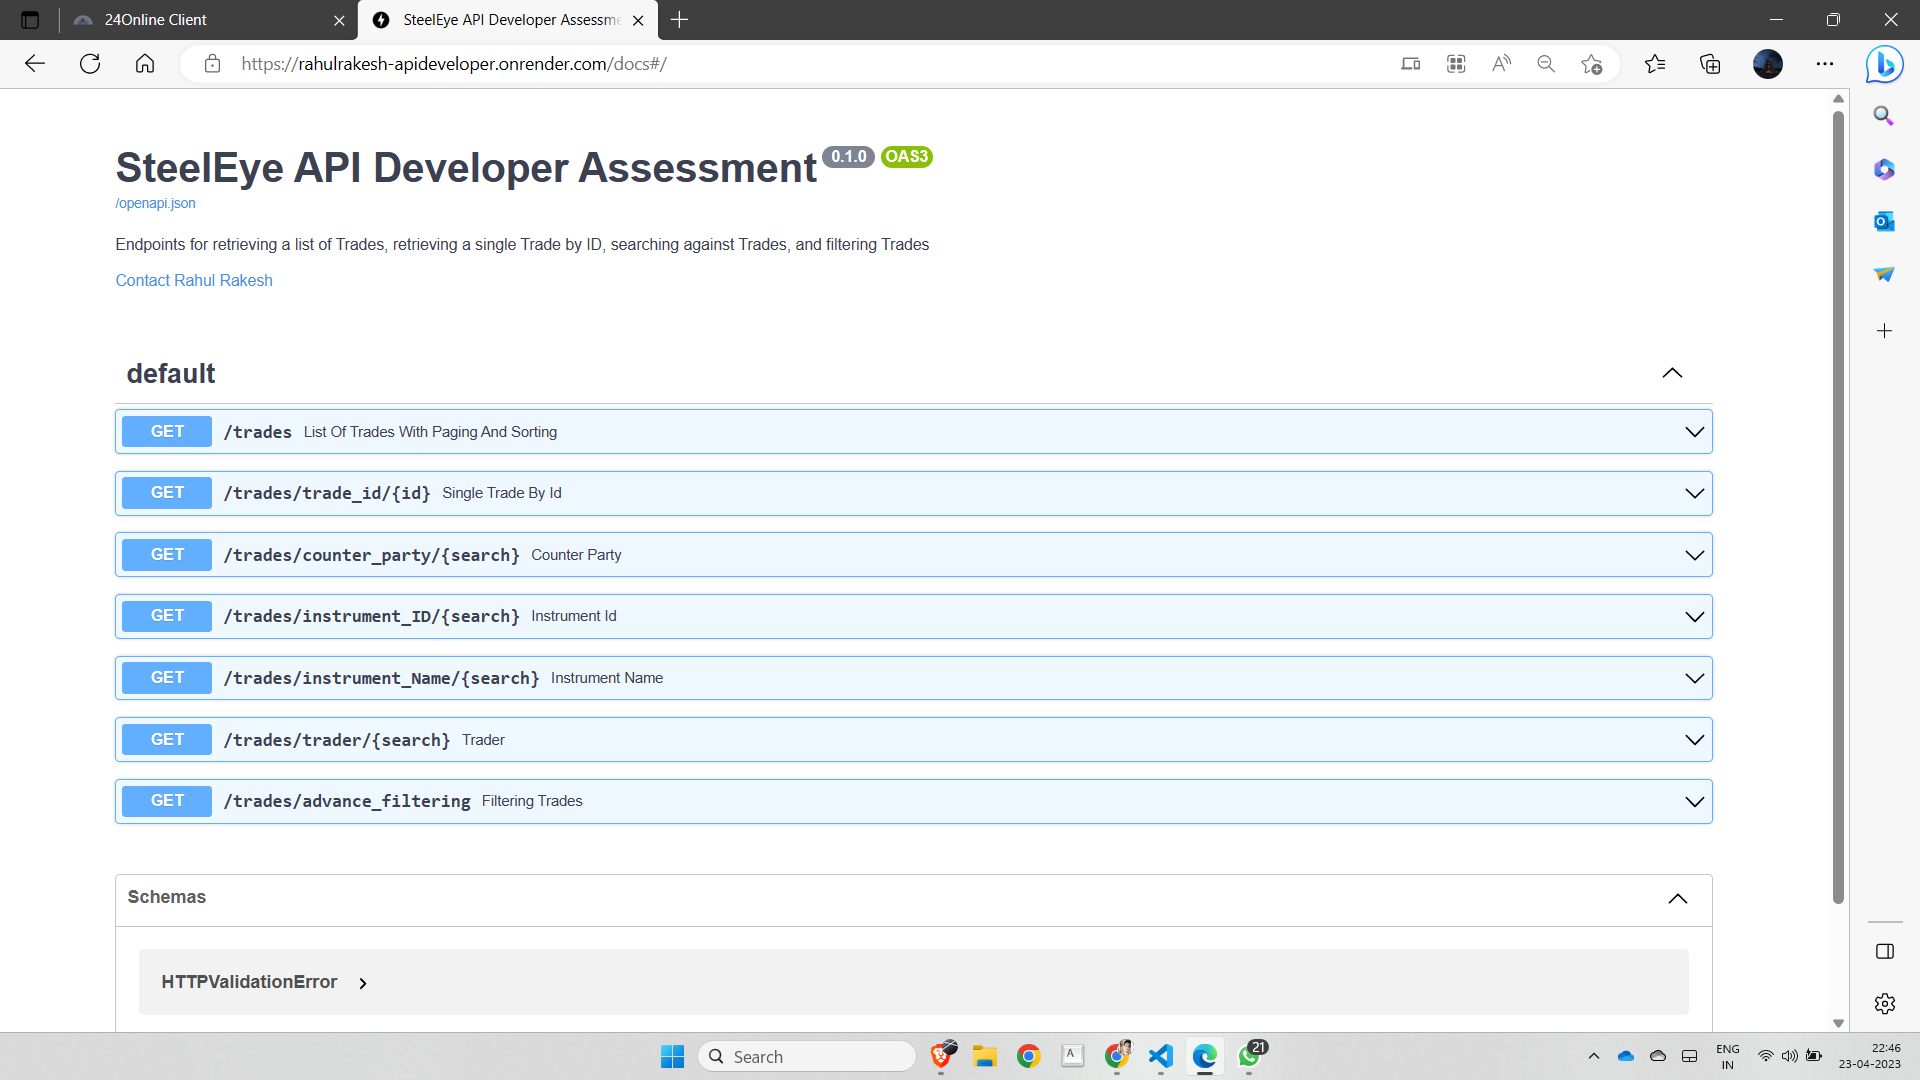 24Online Client
SteelEye API Developer Assessme
https://rahulrakesh-apideveloper.onrender.com/docs#/
SteelEye API Developer Assessment 0.1.0 OAS3
/openapi.json
Endpoints for retrieving a list of Trades, retrieving a single Trade by ID, searching against Trades, and filtering Trades
Contact Rahul Rakesh
default
GET /trades List Of Trades With Paging And Sorting
GET /trades/trade_id/{id} Single Trade By Id
GET /trades/counter_party/{search} Counter Party
GET /trades/instrument_ID/{search} Instrument Id
GET /trades/instrument_Name/{search} Instrument Name
GET /trades/trader/{search} Trader
GET /trades/advance_filtering Filtering Trades
Schemas
HTTPValidationError
Search
21
ENG
IN
22:46
23-04-2023